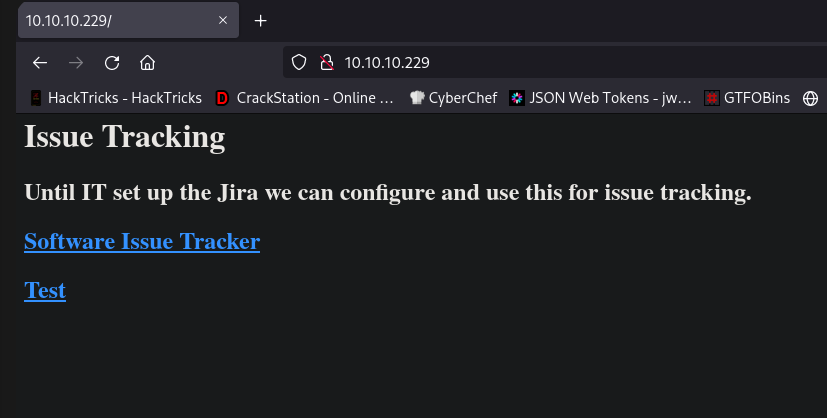 10.10.10.229/
10.10.10.229
HackTricks - HackTricks CrackStation - Online ... CyberChef JSON Web Tokens - jw... GTFOBins
Issue Tracking
Until IT set up the Jira we can configure and use this for issue tracking.
Software Issue Tracker
Test